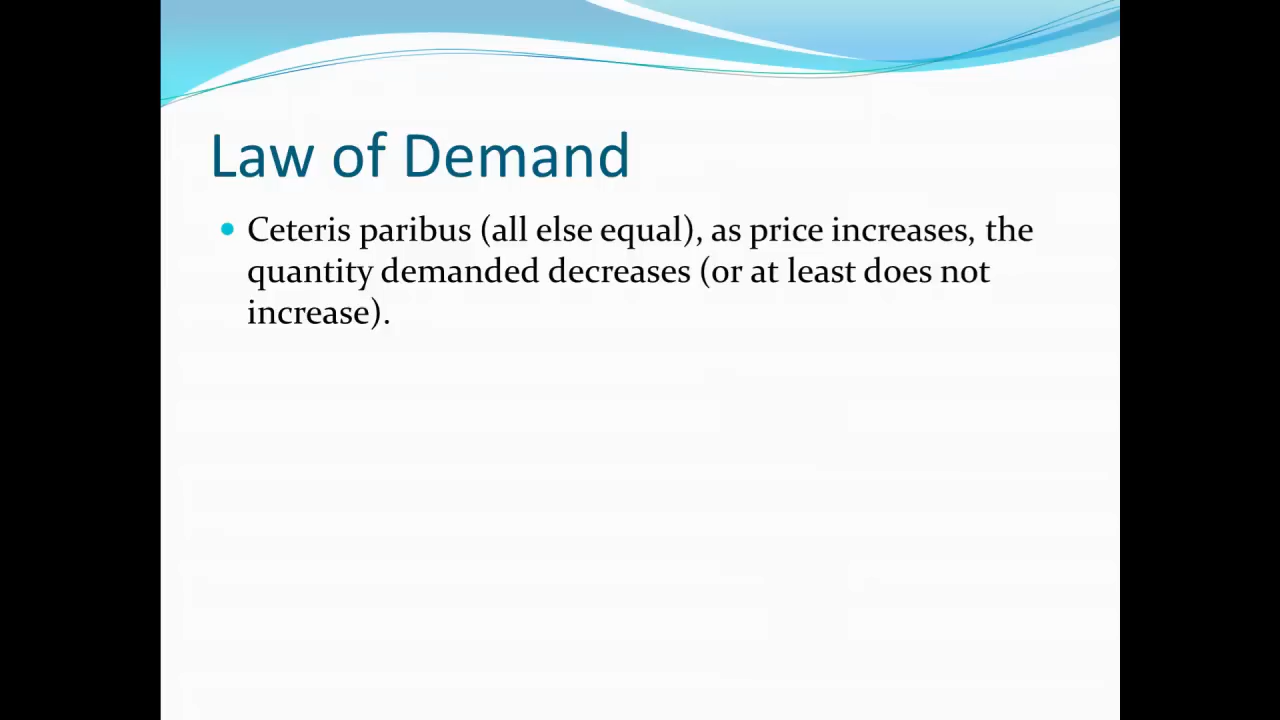 Law of Demand
• Ceteris paribus (all else equal), as price increases, the
quantity demanded decreases (or at least does not
increase).